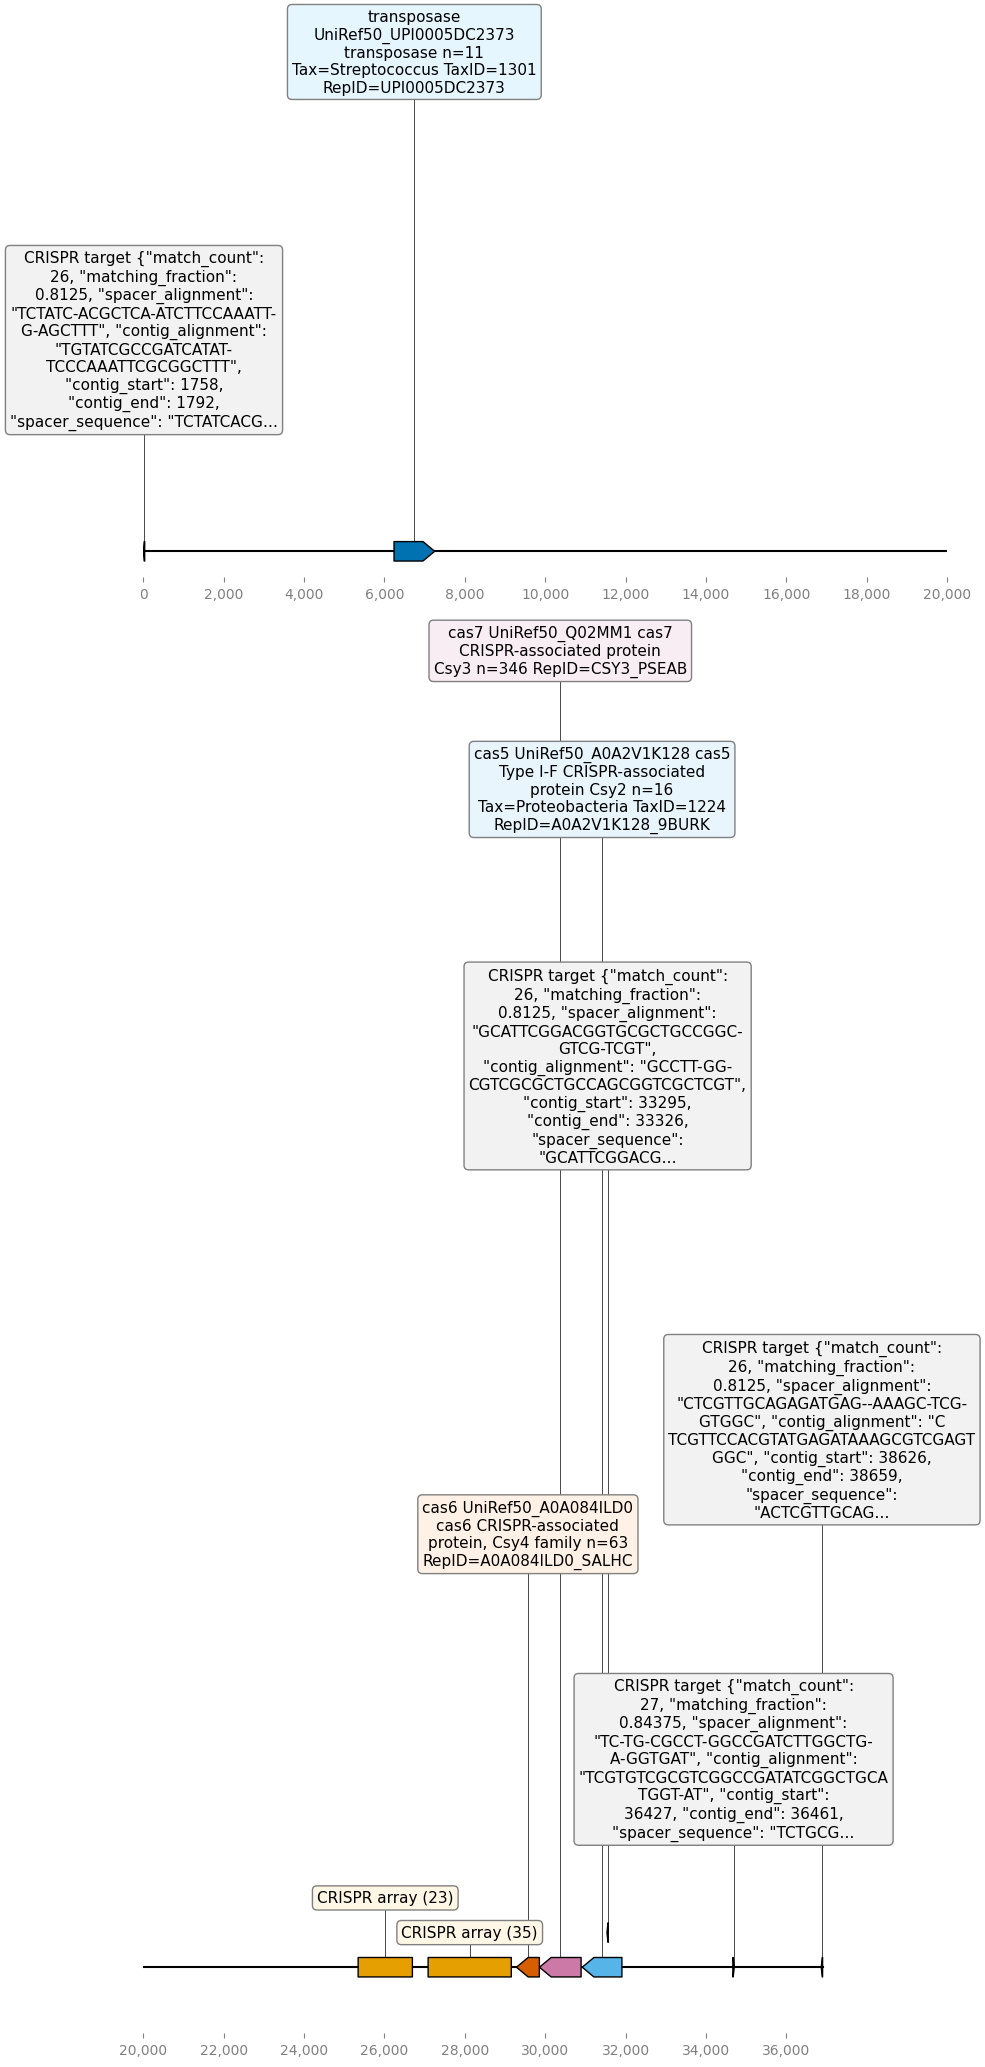 transposase
UniRef50_UPI0005DC2373
transposase n=11
Tax=Streptococcus TaxID=1301
RepID=UPI0005DC2373
CRISPR target {"match_count":
26, "matching_fraction":
0.8125, "spacer_alignment":
"TCTATC-ACGCTCA-ATCTTCCAAATT-
G-AGCTTT", "contig_alignment":
"TGTATCGCCGATCATAT-
TCCCAAATTCGCGGCTTT",
"contig_start": 1758,
"contig_end": 1792,
"spacer_sequence": "TCTATCACG...
0 2,000 4,000 6,000 8,000 10,000 12,000 14,000 16,000 18,000 20,000
cas7 UniRef50_Q02MM1 cas7
CRISPR-associated protein
Csy3 n=346 RepID=CSY3_PSEAB
cas5 UniRef50_A0A2V1K128 cas5
Type I-F CRISPR-associated
protein Csy2 n=16
Tax=Proteobacteria TaxID=1224
RepID=A0A2V1K128_9BURK
CRISPR target {"match_count":
26, "matching_fraction":
0.8125, "spacer_alignment":
"GCATTCGGACGGTGCGCTGCCGGC-
GTCG-TCGT",
"contig_alignment": "GCCTT-GG-
CGTCGCGCTGCCAGCGGTCGCTCGT",
"contig_start": 33295,
"contig_end": 33326,
"spacer_sequence":
"GCATTCGGACG...
CRISPR target {"match_count":
26, "matching_fraction":
0.8125, "spacer_alignment":
"CTCGTTGCAGAGATGAG--AAAGC-TCG-
GTGGC", "contig_alignment": "C
TCGTTCCACGTATGAGATAAAGCGTCGAGT
GGC", "contig_start": 38626,
"contig_end": 38659,
"spacer_sequence":
"ACTCGTTGCAG...
cas6 UniRef50_A0A084ILD0
cas6 CRISPR-associated
protein, Csy4 family n=63
RepID=A0A084ILD0_SALHC
CRISPR target {"match_count":
27, "matching_fraction":
0.84375, "spacer_alignment":
"TC-TG-CGCCT-GGCCGATCTTGGCTG-
A-GGTGAT", "contig_alignment":
"TCGTGTCGCGTCGGCCGATATCGGCTGCA
TGGT-AT", "contig_start":
36427, "contig_end": 36461,
"spacer_sequence": "TCTGCG...
CRISPR array (23)
CRISPR array (35)
20,000 22,000 24,000 26,000 28,000 30,000 32,000 34,000 36,000